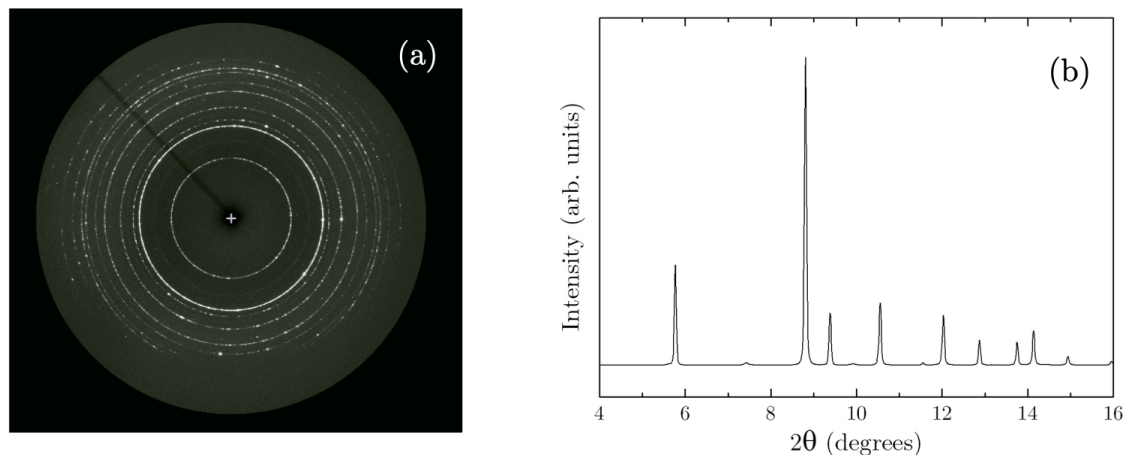 (a)
(b)
Intensity (arb. units)
4 6 8 10 12 14 16
2θ (degrees)